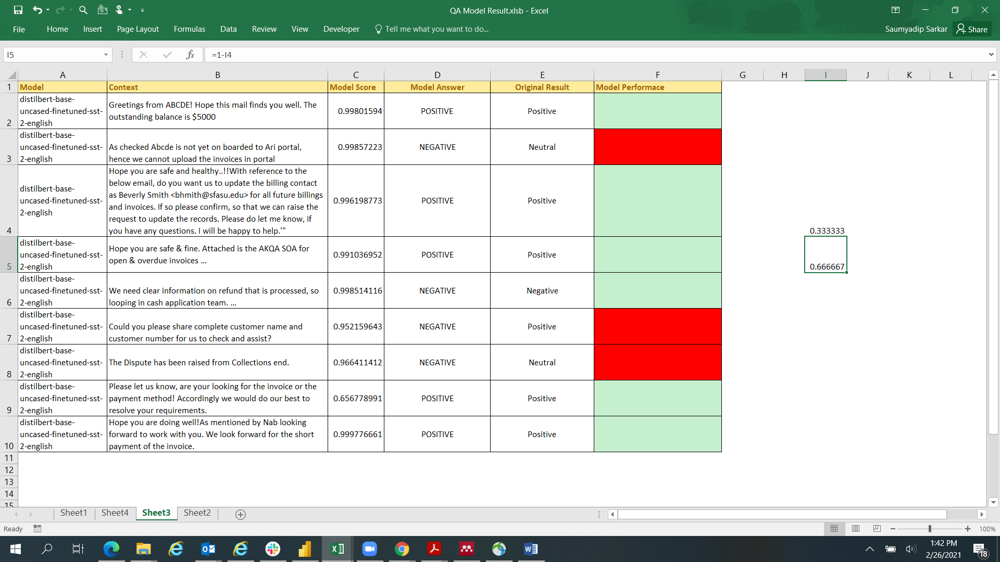 QA Model Result.xlsb - Excel
File Home Insert Page Layout Formulas Data Review View Developer Tell me what you want to do... Saumyadip Sarkar Share
I5 fx =1-I4
A B C D E F G H I J K L
1 Model Context Model Score Model Answer Original Result Model Performace
distilbert-base-
uncased-finetuned-sst-
2 2-english
Greetings from ABCDE! Hope this mail finds you well. The
outstanding balance is $5000
0.99801594 POSITIVE Positive
distilbert-base-
uncased-finetuned-sst-
3 2-english
As checked Abcde is not yet on boarded to Ari portal,
hence we cannot upload the invoices in portal
0.99857223 NEGATIVE Neutral
distilbert-base-
uncased-finetuned-sst-
2-english
4
Hope you are safe and healthy..!!With reference to the
below email, do you want us to update the billing contact
as Beverly Smith <bhmith@sfasu.edu> for all future billings
and invoices. If so please confirm, so that we can raise the
request to update the records. Please do let me know, if
you have any questions. I will be happy to help.'"
0.996198773 POSITIVE Positive
0.333333
distilbert-base-
uncased-finetuned-sst-
5 2-english
Hope you are safe & fine. Attached is the AKQA SOA for
open & overdue invoices ...
0.991036952 POSITIVE Positive
0.666667
distilbert-base-
uncased-finetuned-sst-
6 2-english
We need clear information on refund that is processed, so
looping in cash application team. ...
0.998514116 NEGATIVE Negative
distilbert-base-
uncased-finetuned-sst-
7 2-english
Could you please share complete customer name and
customer number for us to check and assist?
0.952159643 NEGATIVE Positive
distilbert-base-
uncased-finetuned-sst-
8 2-english
The Dispute has been raised from Collections end.
0.966411412 NEGATIVE Neutral
distilbert-base-
uncased-finetuned-sst-
9 2-english
Please let us know, are your looking for the invoice or the
payment method! Accordingly we would do our best to
resolve your requirements.
0.656778991 POSITIVE Positive
distilbert-base-
uncased-finetuned-sst-
10 2-english
Hope you are doing well!As mentioned by Nab looking
forward to work with you. We look forward for the short
payment of the invoice.
0.999776661 POSITIVE Positive
11
12
13
14
15
Sheet1 Sheet4 Sheet3 Sheet2
Ready 100%
1:42 PM
2/26/2021
18